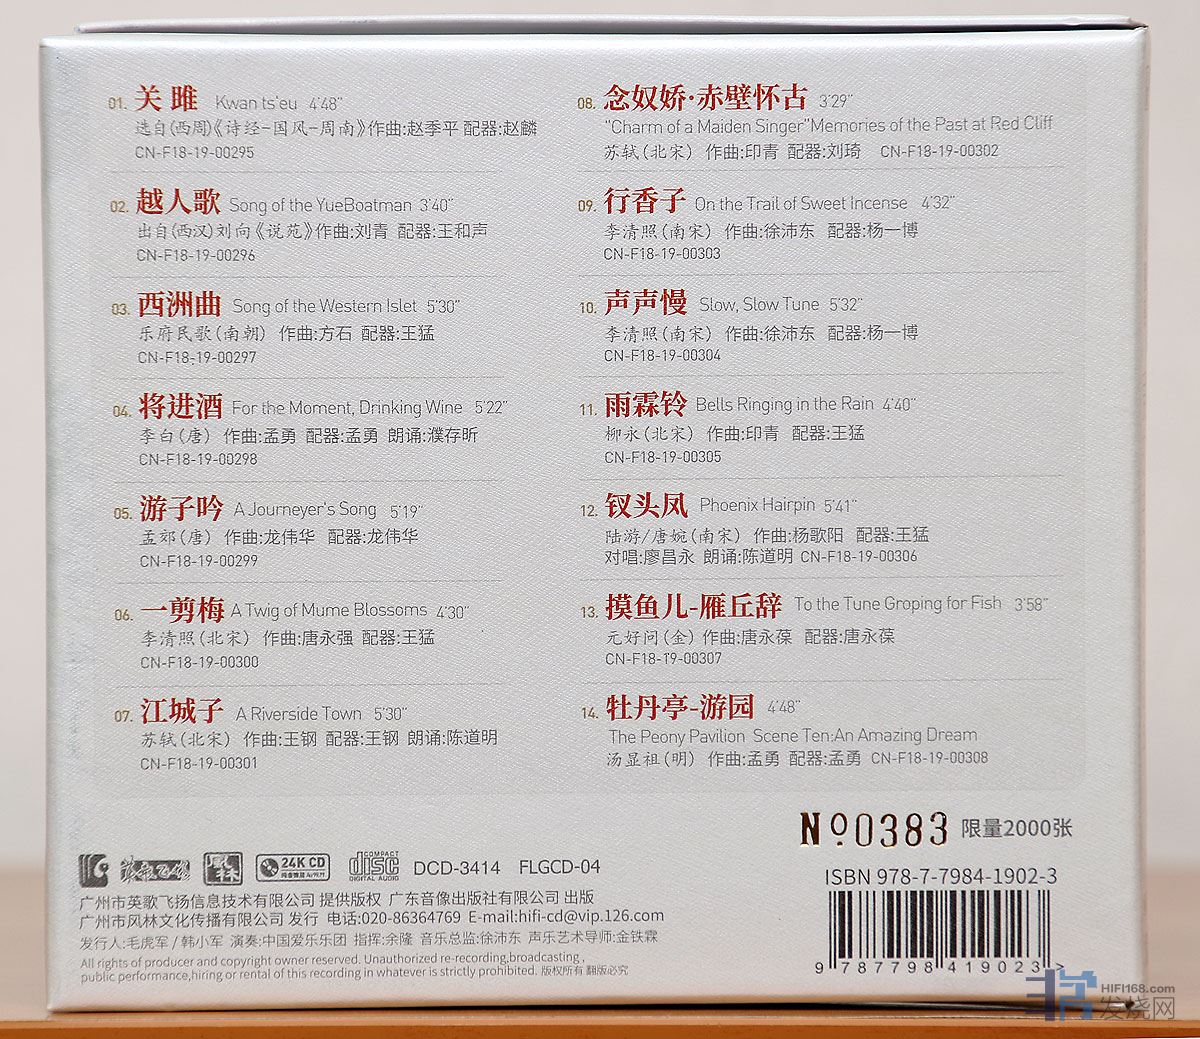 01. 关雎 Kwan ts'eu 4'48"
选自(西周)《诗经-国风-周南》作曲:赵季平 配器:赵麟
CN-F18-19-00295
02. 越人歌 Song of the YueBoatman 3'40"
出自(西汉)刘向《说苑》作曲:刘青 配器:王和声
CN-F18-19-00296
03. 西洲曲 Song of the Western Islet 5'30"
乐府民歌(南朝) 作曲:方石 配器:王猛
CN-F18-19-00297
04. 将进酒 For the Moment, Drinking Wine 5'22"
李白(唐) 作曲:孟勇 配器:孟勇 朗诵:濮存昕
CN-F18-19-00298
05. 游子吟 A Journeyer's Song 5'19"
孟郊(唐) 作曲:龙伟华 配器:龙伟华
CN-F18-19-00299
06. 一剪梅 A Twig of Mume Blossoms 4'30"
李清照(北宋) 作曲:唐永强 配器:王猛
CN-F18-19-00300
07. 江城子 A Riverside Town 5'30"
苏轼(北宋) 作曲:王钢 配器:王钢 朗诵:陈道明
CN-F18-19-00301
08. 念奴娇·赤壁怀古 3'29"
"Charm of a Maiden Singer"Memories of the Past at Red Cliff
苏轼(北宋) 作曲:印青 配器:刘琦 CN-F18-19-00302
09. 行香子 On the Trail of Sweet Incense 4'32"
李清照(南宋) 作曲:徐沛东 配器:杨一博
CN-F18-19-00303
10. 声声慢 Slow, Slow Tune 5'32"
李清照(南宋) 作曲:徐沛东 配器:杨一博
CN-F18-19-00304
11. 雨霖铃 Bells Ringing in the Rain 4'40"
柳永(北宋) 作曲:印青 配器:王猛
CN-F18-19-00305
12. 钗头凤 Phoenix Hairpin 5'41"
陆游/唐婉(南宋) 作曲:杨歌阳 配器:王猛
对唱:廖昌永 朗诵:陈道明 CN-F18-19-00306
13. 摸鱼儿-雁丘辞 To the Tune Groping for Fish 3'58"
元好问(金) 作曲:唐永葆 配器:唐永葆
CN-F18-19-00307
14. 牡丹亭-游园 4'48"
The Peony Pavilion Scene Ten:An Amazing Dream
汤显祖(明) 作曲:孟勇 配器:孟勇 CN-F18-19-00308
No0383 限量2000张
ISBN 978-7-7984-1902-3
9 787798 419023 >
英歌飞扬 风林 24K CD COMPACT disc DIGITAL AUDIO DCD-3414 FLGCD-04
广州市英歌飞扬信息技术有限公司 提供版权 广东音像出版社有限公司 出版
广州市风林文化传播有限公司 发行 电话:020-86364769 E-mail:hifi-cd@vip.126.com
发行人:毛虎军 / 韩小军 演奏:中国爱乐乐团 指挥:余隆 音乐总监:徐沛东 声乐艺术导师:金铁霖
All rights of producer and copyright owner reserved. Unauthorized re-recording,broadcasting ,
public performance,hiring or rental of this recording in whatever is strictly prohibited. 版权所有 翻版必究
HIFI168.com
发烧网